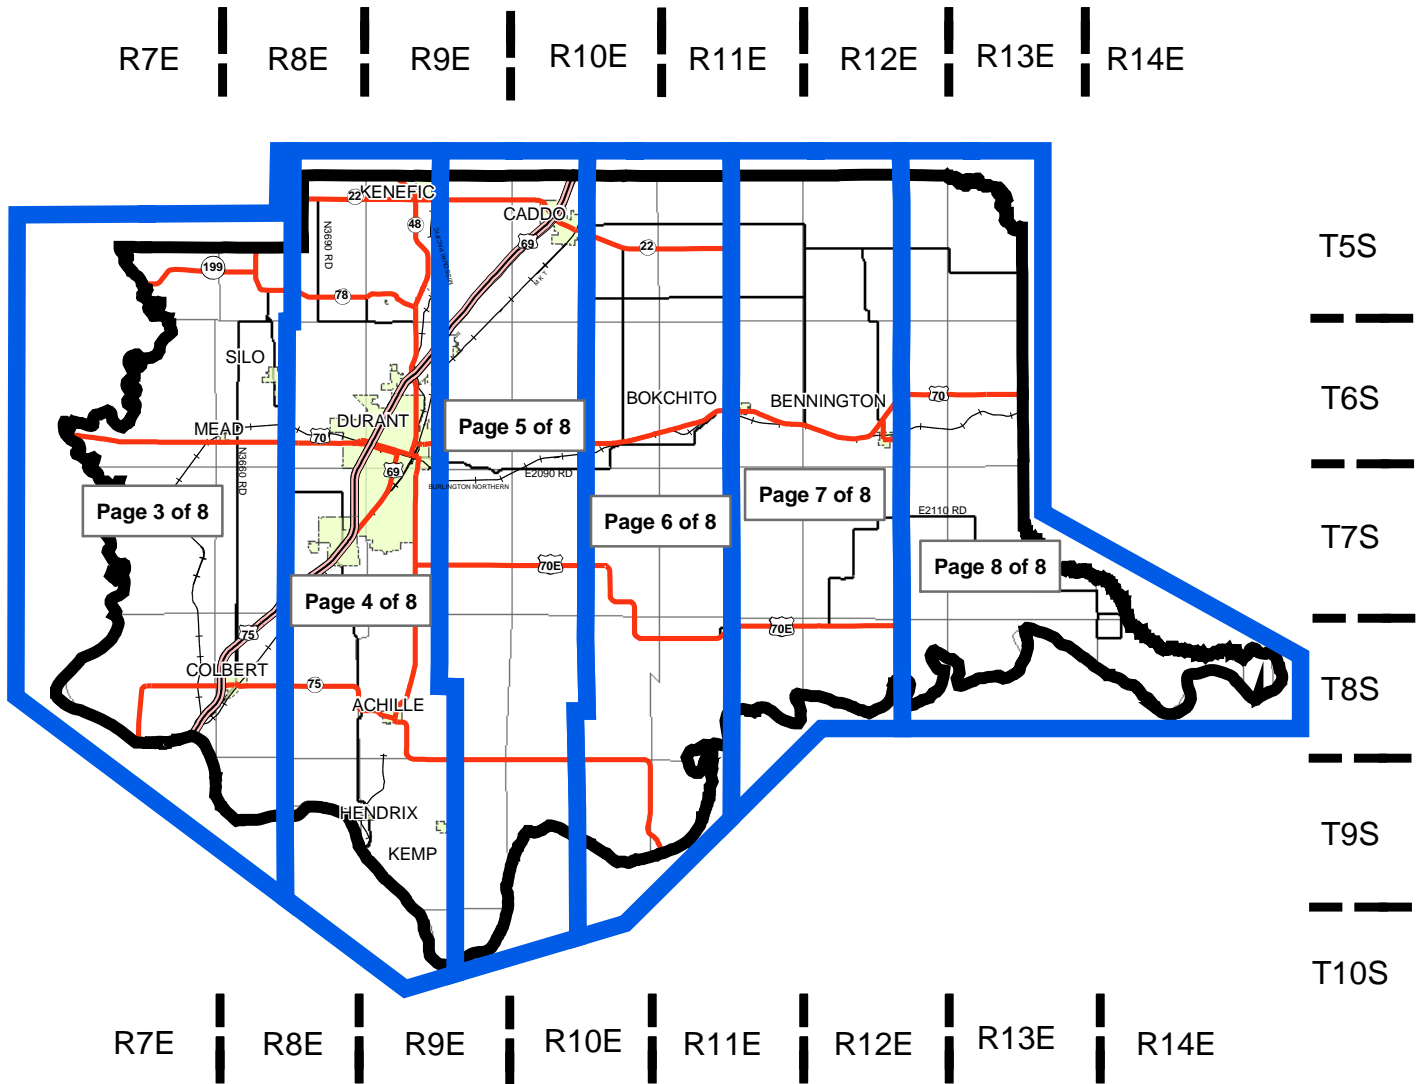 R7E R8E R9E R10E R11E R12E R13E R14E
22 KENEFIC
48
CADDO
69
22
N3690 RD
MISSOURI PACIFIC
M K T
199
78
T5S
SILO
BOKCHITO
BENNINGTON
70
T6S
MEAD
70
DURANT
Page 5 of 8
69
N3660 RD
E2090 RD
BURLINGTON NORTHERN
Page 3 of 8
Page 6 of 8
Page 7 of 8
E2110 RD
T7S
70E
Page 8 of 8
Page 4 of 8
75
70E
COLBERT
75
ACHILLE
T8S
HENDRIX
KEMP
T9S
T10S
R7E R8E R9E R10E R11E R12E R13E R14E